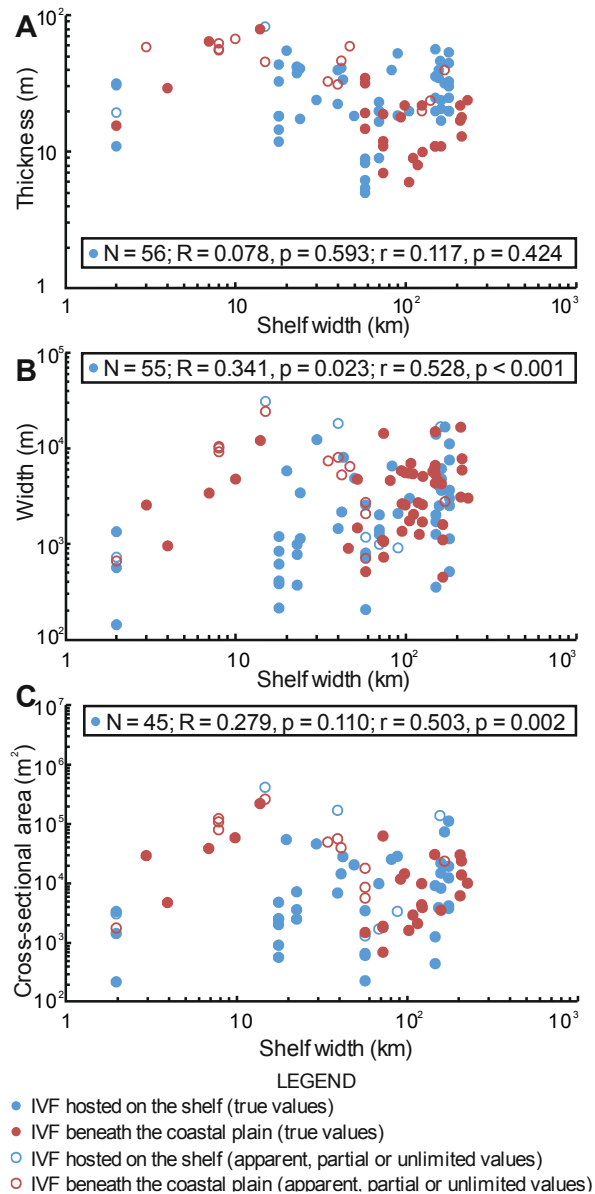 A
10²
10
1
Thickness (m)
N = 56; R = 0.078, p = 0.593; r = 0.117, p = 0.424
1 10 10² 10³
Shelf width (km)
B
10⁵
10⁴
10³
10²
Width (m)
N = 55; R = 0.341, p = 0.023; r = 0.528, p < 0.001
1 10 10² 10³
Shelf width (km)
C
10⁷
10⁶
10⁵
10⁴
10³
10²
Cross-sectional area (m²)
N = 45; R = 0.279, p = 0.110; r = 0.503, p = 0.002
1 10 10² 10³
Shelf width (km)
LEGEND
IVF hosted on the shelf (true values)
IVF beneath the coastal plain (true values)
IVF hosted on the shelf (apparent, partial or unlimited values)
IVF beneath the coastal plain (apparent, partial or unlimited values)